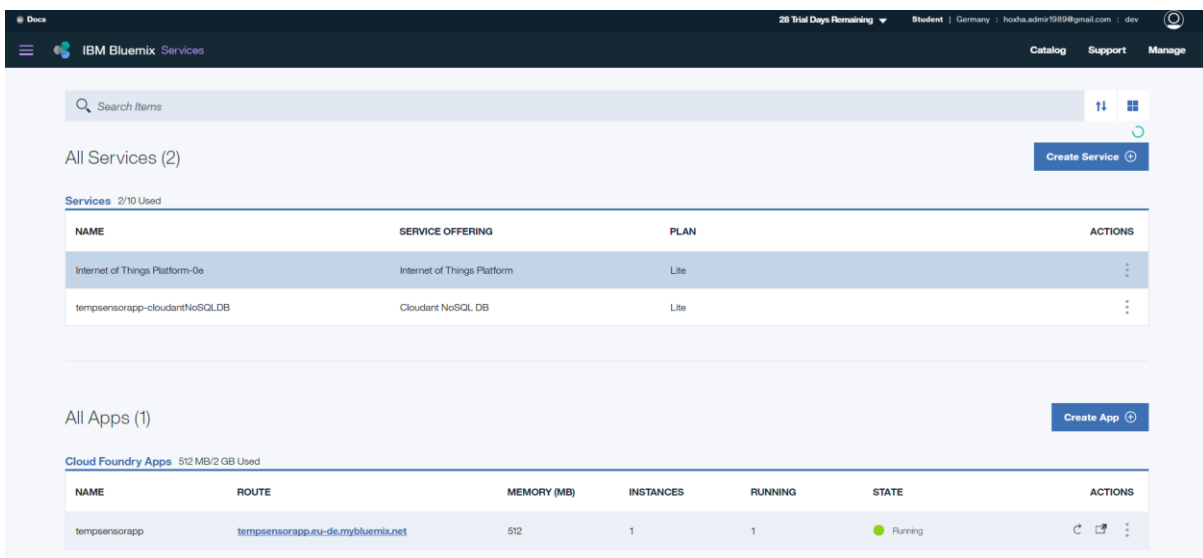 Docs 28 Trial Days Remaining Student | Germany : hoxha.admir1989@gmail.com : dev
IBM Bluemix Services Catalog Support Manage
Search Items
All Services (2) Create Service
Services 2/10 Used
NAME SERVICE OFFERING PLAN ACTIONS
Internet of Things Platform-0e Internet of Things Platform Lite
tempsensorapp-cloudantNoSQLDB Cloudant NoSQL DB Lite
All Apps (1) Create App
Cloud Foundry Apps 512 MB/2 GB Used
NAME ROUTE MEMORY (MB) INSTANCES RUNNING STATE ACTIONS
tempsensorapp tempsensorapp.eu-de.mybluemix.net 512 1 1 Running